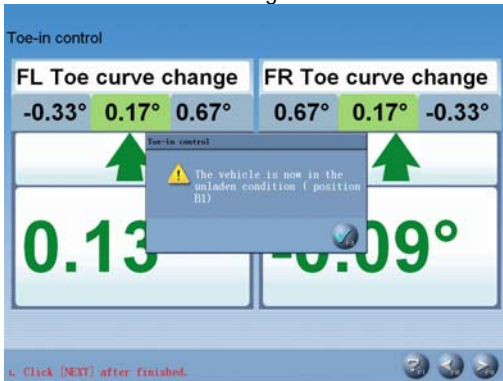 Toe-in control
FL Toe curve change
FR Toe curve change
-0.33° 0.17° 0.67°
0.67° 0.17° -0.33°
Toe-in control
The vehicle is now in the
unladen condition ( position
B1)
0.13
-0.09°
Click [NEXT] after finished.